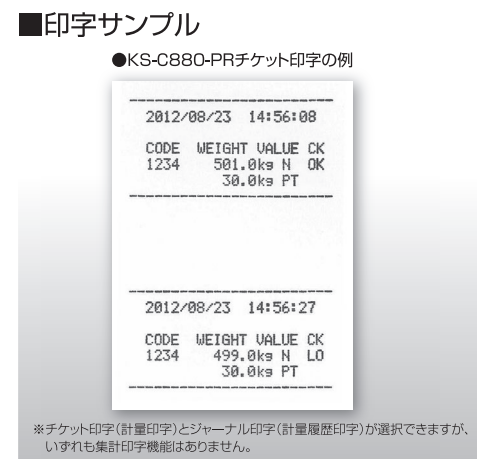 ■印字サンプル
●KS-C880-PRチケット印字の例
--------------------------------
2012/08/23 14:56:08
CODE WEIGHT VALUE CK
1234 501.0kg N OK
30.0kg PT
--------------------------------
--------------------------------
2012/08/23 14:56:27
CODE WEIGHT VALUE CK
1234 499.0kg N LO
30.0kg PT
--------------------------------
※チケット印字(計量印字)とジャーナル印字(計量履歴印字)が選択できますが、
いずれも集計印字機能はありません。